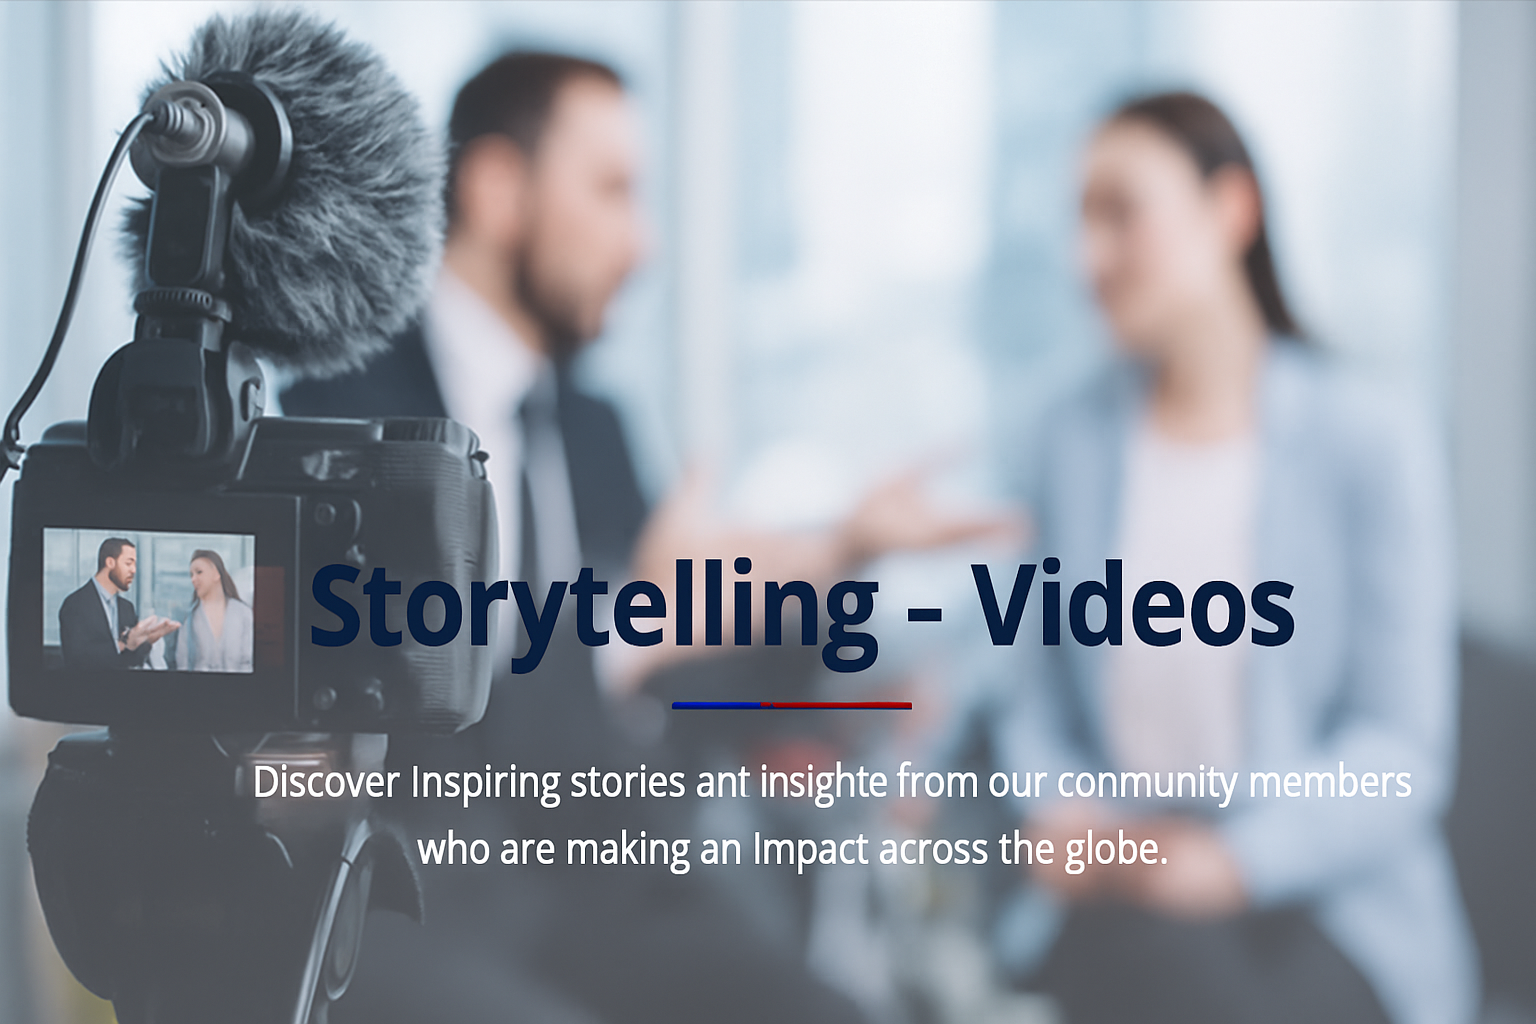 Storytelling - Videos
Discover Inspiring stories ant insighte from our conmunity members
who are making an Impact across the globe.